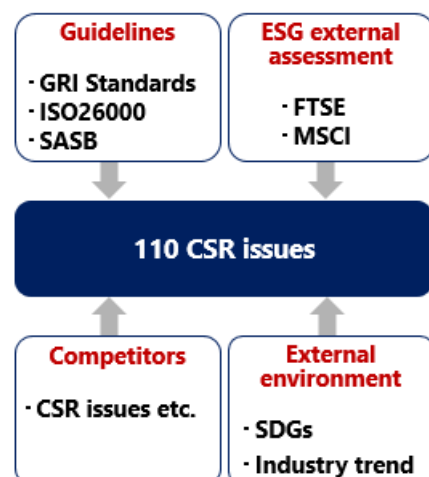 Guidelines
· GRI Standards
· ISO26000
· SASB
ESG external
assessment
· FTSE
· MSCI
110 CSR issues
Competitors
· CSR issues etc.
External
environment
· SDGs
· Industry trend